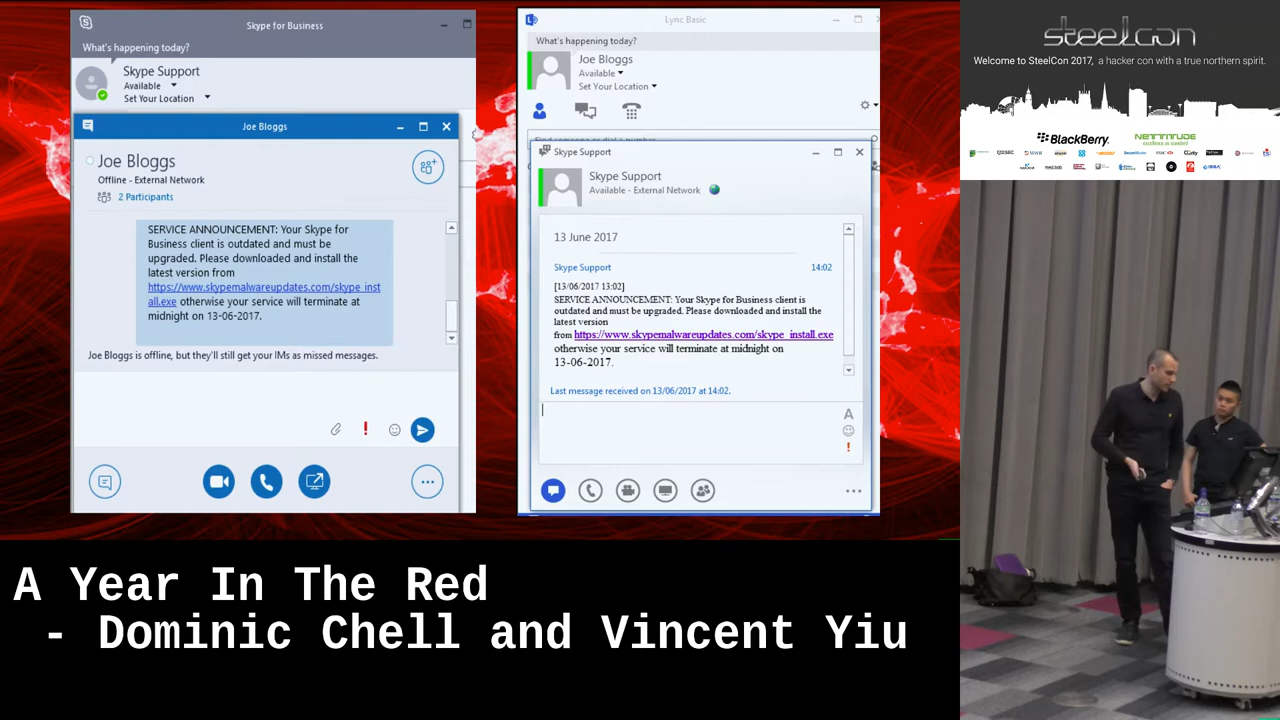 Skype for Business
What's happening today?
Skype Support
Available
Set Your Location
Joe Bloggs
Joe Bloggs
Offline - External Network
2 Participants
SERVICE ANNOUNCEMENT: Your Skype for
Business client is outdated and must be
upgraded. Please downloaded and install the
latest version from
https://www.skypemalwareupdates.com/skype_inst
all.exe otherwise your service will terminate at
midnight on 13-06-2017.
Joe Bloggs is offline, but they'll still get your IMs as missed messages.
Lync Basic
What's happening today?
Joe Bloggs
Available
Set Your Location
Find someone or dial a number
Skype Support
Skype Support
Available - External Network
13 June 2017
Skype Support 14:02
[13/06/2017 13:02]
SERVICE ANNOUNCEMENT: Your Skype for Business client is
outdated and must be upgraded. Please downloaded and install the
latest version
from https://www.skypemalwareupdates.com/skype_install.exe
otherwise your service will terminate at midnight on
13-06-2017.
Last message received on 13/06/2017 at 14:02.
A
steelcon
Welcome to SteelCon 2017, a hacker con with a true northern spirit.
BlackBerry
NETTITUDE
A Year In The Red
- Dominic Chell and Vincent Yiu